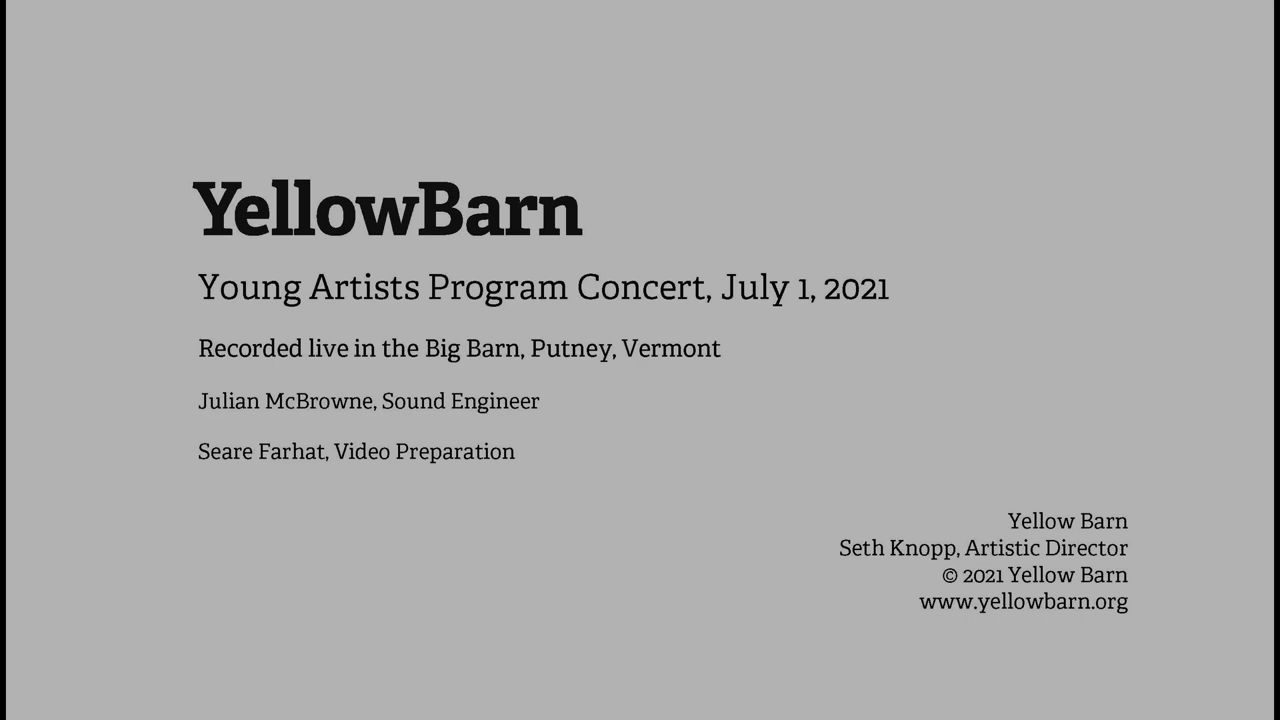 YellowBarn
Young Artists Program Concert, July 1, 2021
Recorded live in the Big Barn, Putney, Vermont
Julian McBrowne, Sound Engineer
Seare Farhat, Video Preparation
Yellow Barn
Seth Knopp, Artistic Director
© 2021 Yellow Barn
www.yellowbarn.org